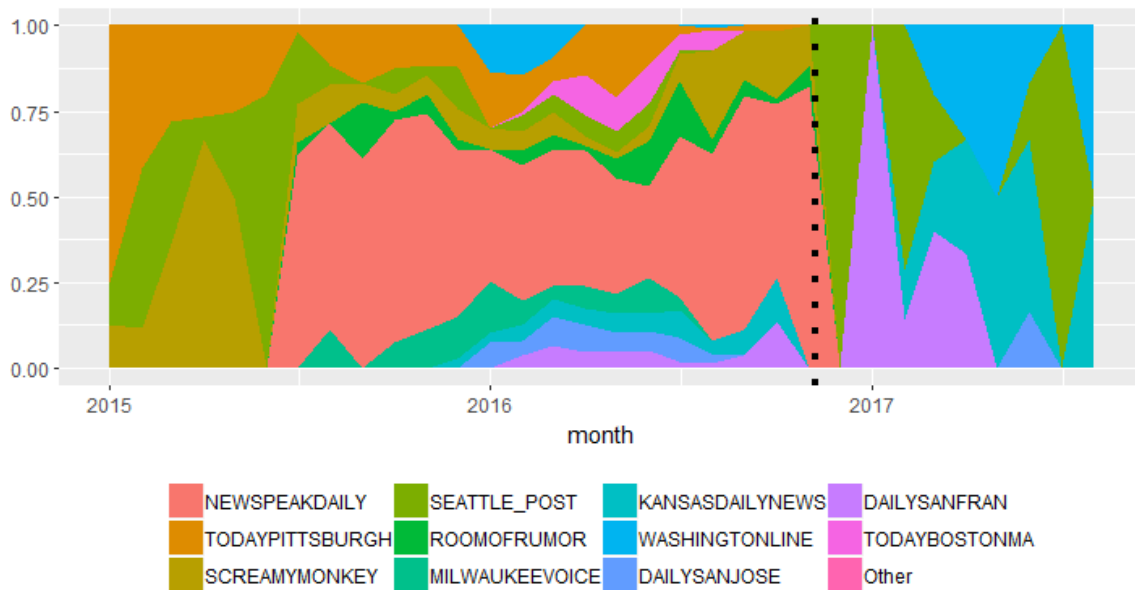 1.00
0.75
0.50
0.25
0.00
2015 2016 2017
month
NEWSPEAKDAILY SEATTLE_POST KANSASDAILYNEWS DAILYSANFRAN
TODAYPITTSBURGH ROOMOFRUMOR WASHINGTONLINE TODAYBOSTONMA
SCREAMYMONKEY MILWAUKEEVOICE DAILYSANJOSE Other